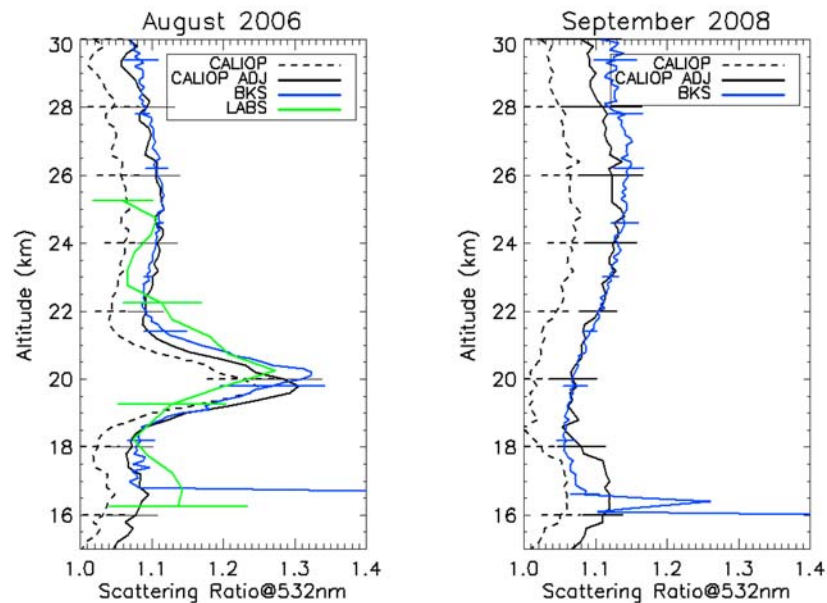 August 2006
30
28
26
24
22
20
18
16
Altitude (km)
CALIOP
CALIOP ADJ
BKS
LABS
1.0 1.1 1.2 1.3 1.4
Scattering Ratio@532nm
September 2008
30
28
26
24
22
20
18
16
Altitude (km)
CALIOP
CALIOP ADJ
BKS
1.0 1.1 1.2 1.3 1.4
Scattering Ratio@532nm